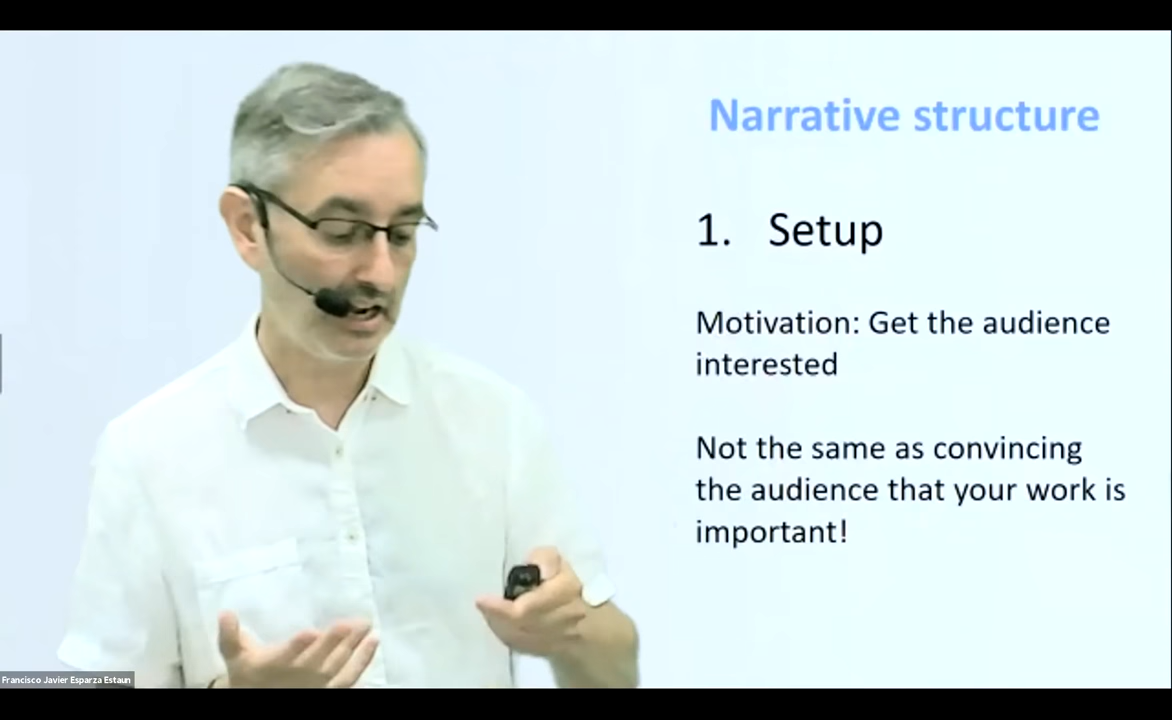 Narrative structure
1. Setup
Motivation: Get the audience
interested
Not the same as convincing
the audience that your work is
important!
Francisco Javier Esparza Estaun